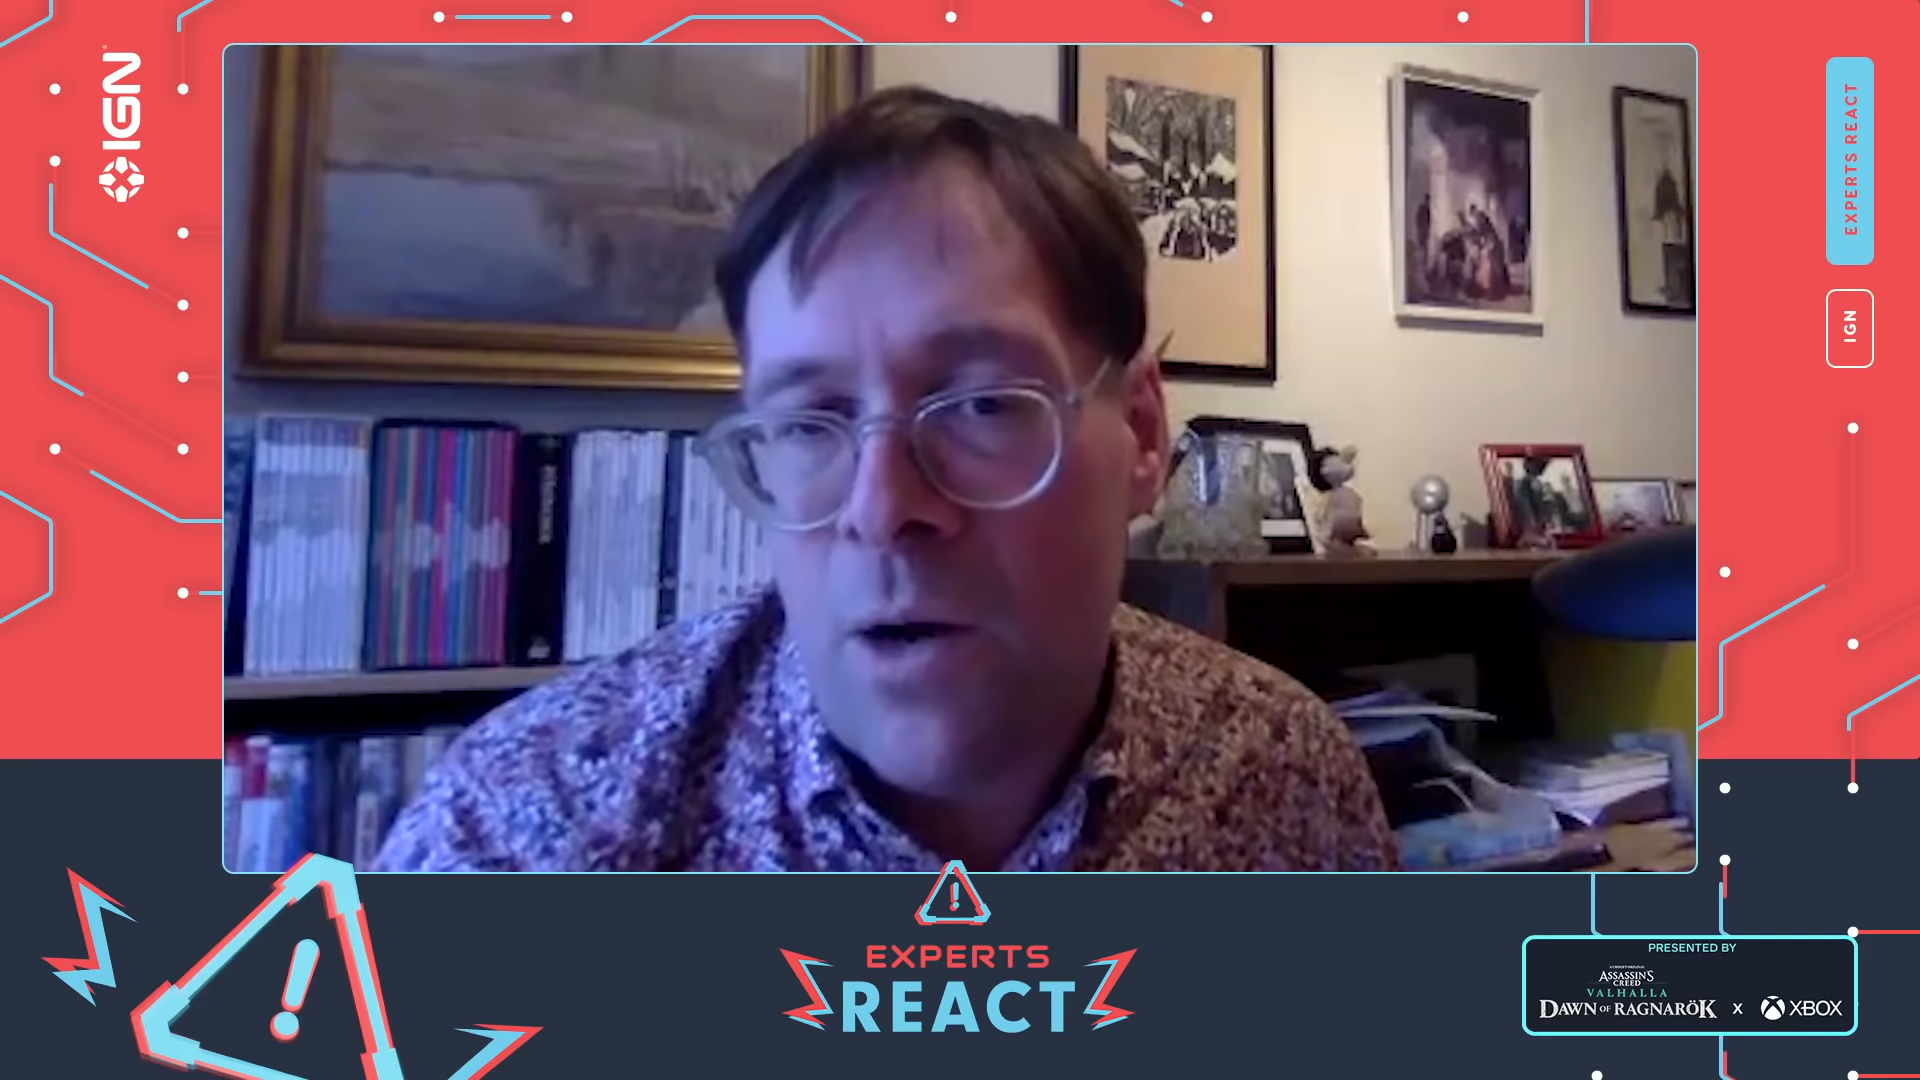 IGN
EXPERTS REACT
IGN
EXPERTS
REACT
PRESENTED BY
ASSASSIN'S
CREED
VALHALLA
DAWN OF RAGNARÖK X XBOX